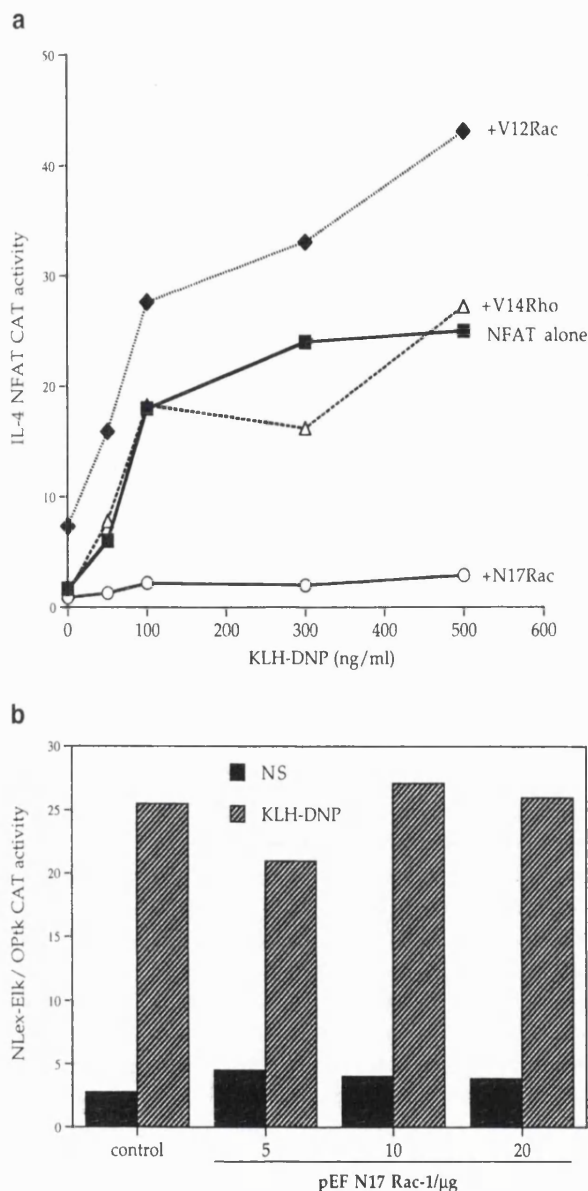 a
50
40
30
20
10
0
IL-4 NFAT CAT activity
+V12Rac
+V14Rho
NFAT alone
+N17Rac
0 100 200 300 400 500 600
KLH-DNP (ng/ml)
b
30
25
20
15
10
5
0
NLex-Elk/ OPtk CAT activity
NS
KLH-DNP
control 5 10 20
pEF N17 Rac-1/µg